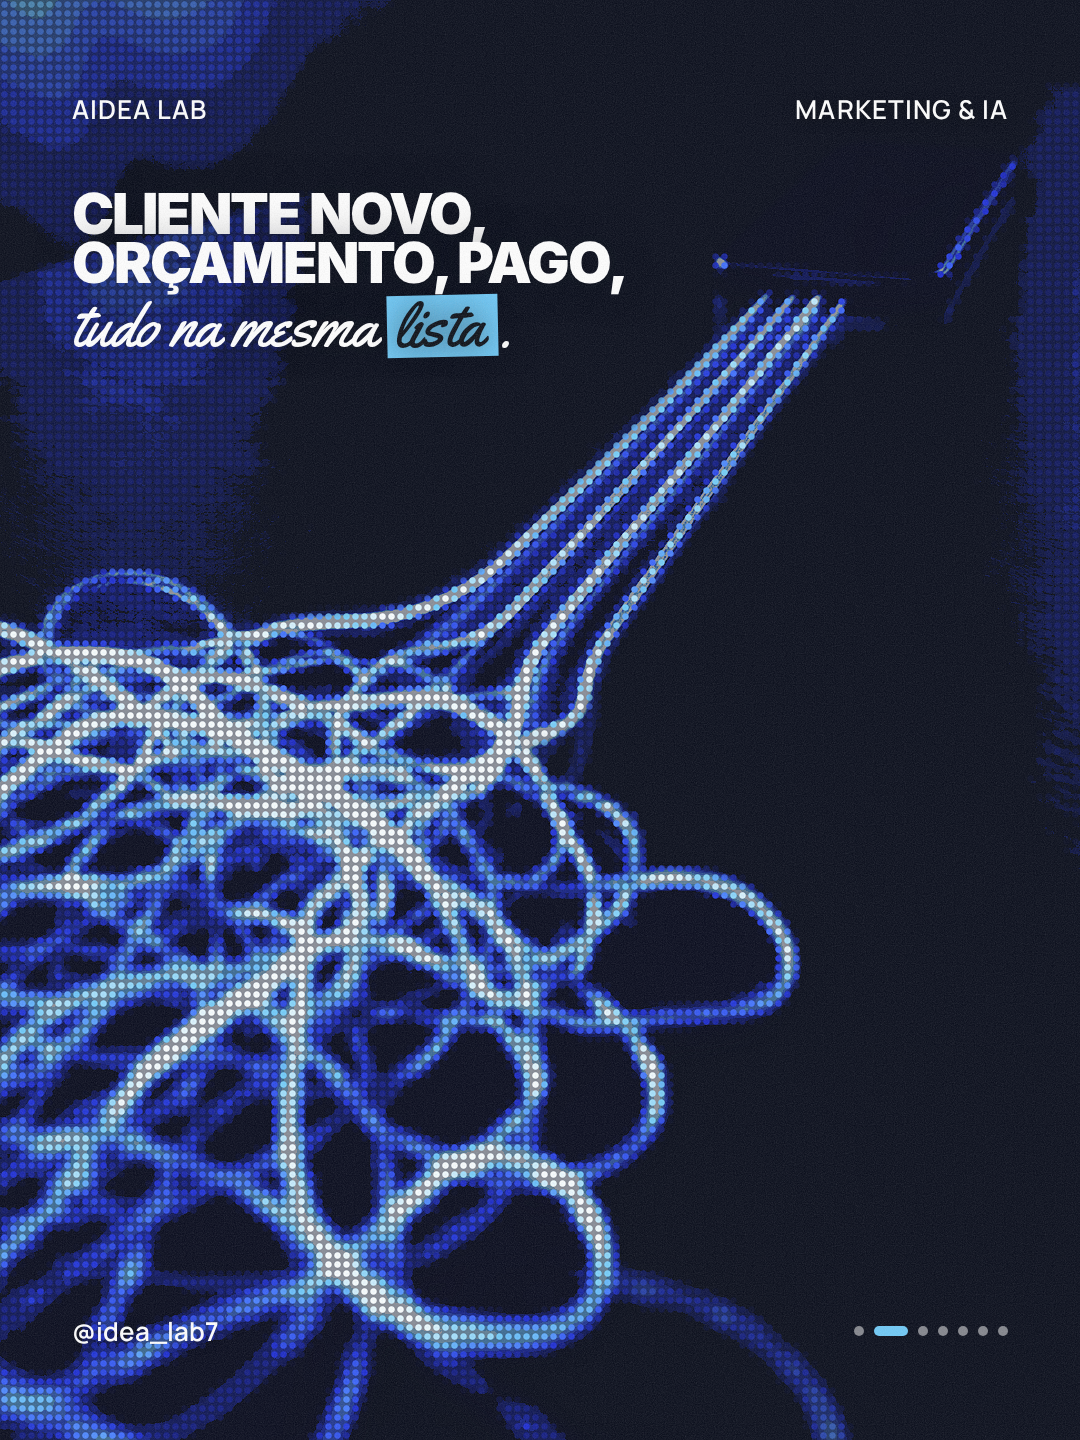 AIDEA LAB
MARKETING & IA
CLIENTE NOVO,
ORÇAMENTO, PAGO,
tudo na mesma lista.
@idea_lab7